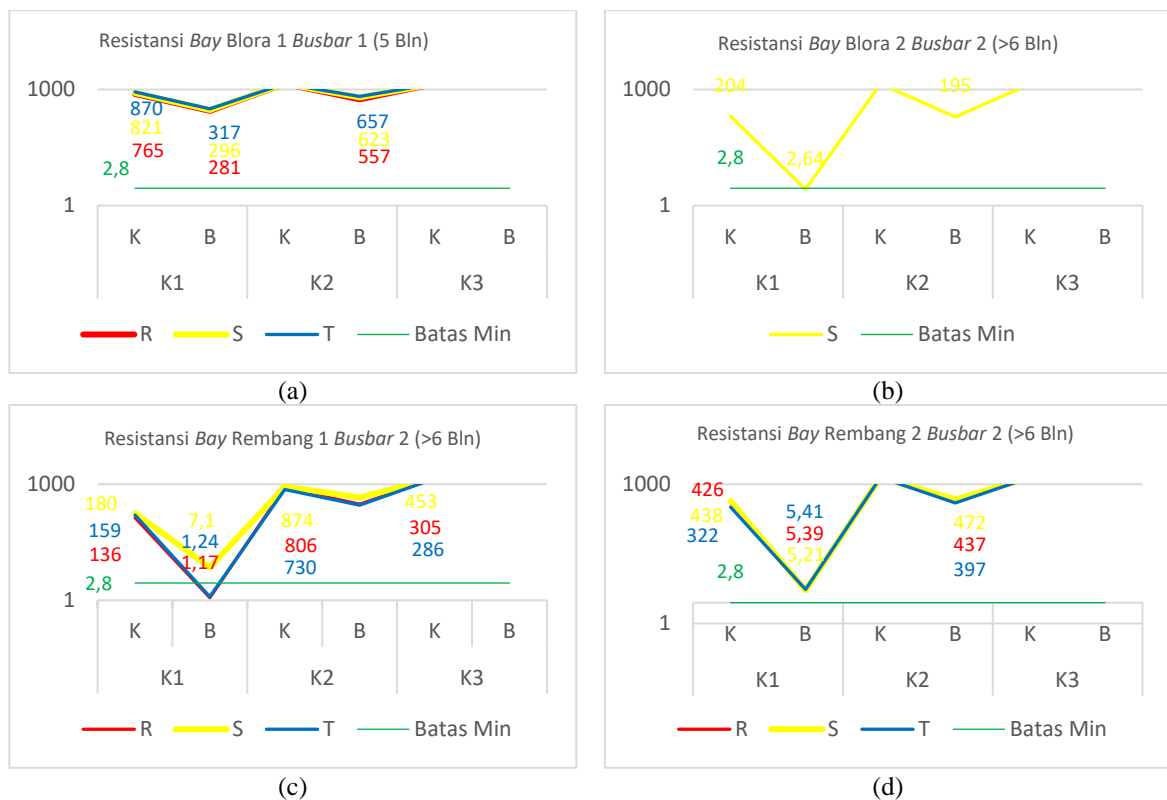 Resistansi Bay Blora 1 Busbar 1 (5 Bln)
1000
870
821
765
317
296
281
657
623
557
2,8
1
K B K B K B
K1 K2 K3
R S T Batas Min
(a)
Resistansi Bay Blora 2 Busbar 2 (>6 Bln)
1000
204
195
2,8
2,64
1
K B K B K B
K1 K2 K3
S Batas Min
(b)
Resistansi Bay Rembang 1 Busbar 2 (>6 Bln)
1000
180
159
136
7,1
1,24
1,17
874
806
730
453
305
286
2,8
1
K B K B K B
K1 K2 K3
R S T Batas Min
(c)
Resistansi Bay Rembang 2 Busbar 2 (>6 Bln)
1000
426
438
322
5,41
5,39
5,21
472
437
397
2,8
1
K B K B K B
K1 K2 K3
R S T Batas Min
(d)